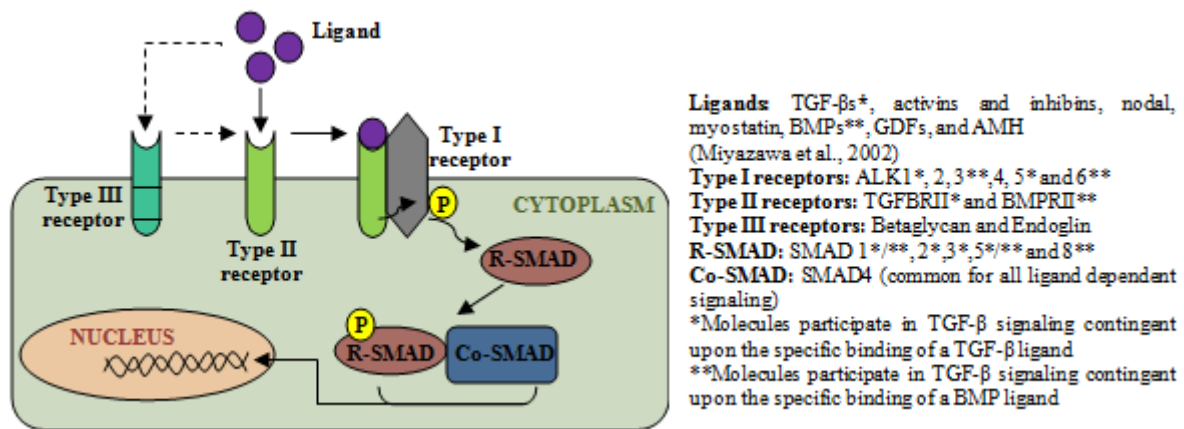 Ligand
Type I
receptor
Type III
receptor
P
CYTOPLASM
Type II
receptor
R-SMAD
P
NUCLEUS
R-SMAD
Co-SMAD
Ligands: TGF-βs*, activins and inhibins, nodal,
myostatin, BMPs**, GDFs, and AMH
(Miyazawa et al., 2002)
Type I receptors: ALK1*, 2, 3**,4, 5* and 6**
Type II receptors: TGFBRII* and BMPRII**
Type III receptors: Betaglycan and Endoglin
R-SMAD: SMAD 1*/**, 2*,3*,5*/** and 8**
Co-SMAD: SMAD4 (common for all ligand dependent
signaling)
*Molecules participate in TGF-β signaling contingent
upon the specific binding of a TGF-β ligand
**Molecules participate in TGF-β signaling contingent
upon the specific binding of a BMP ligand